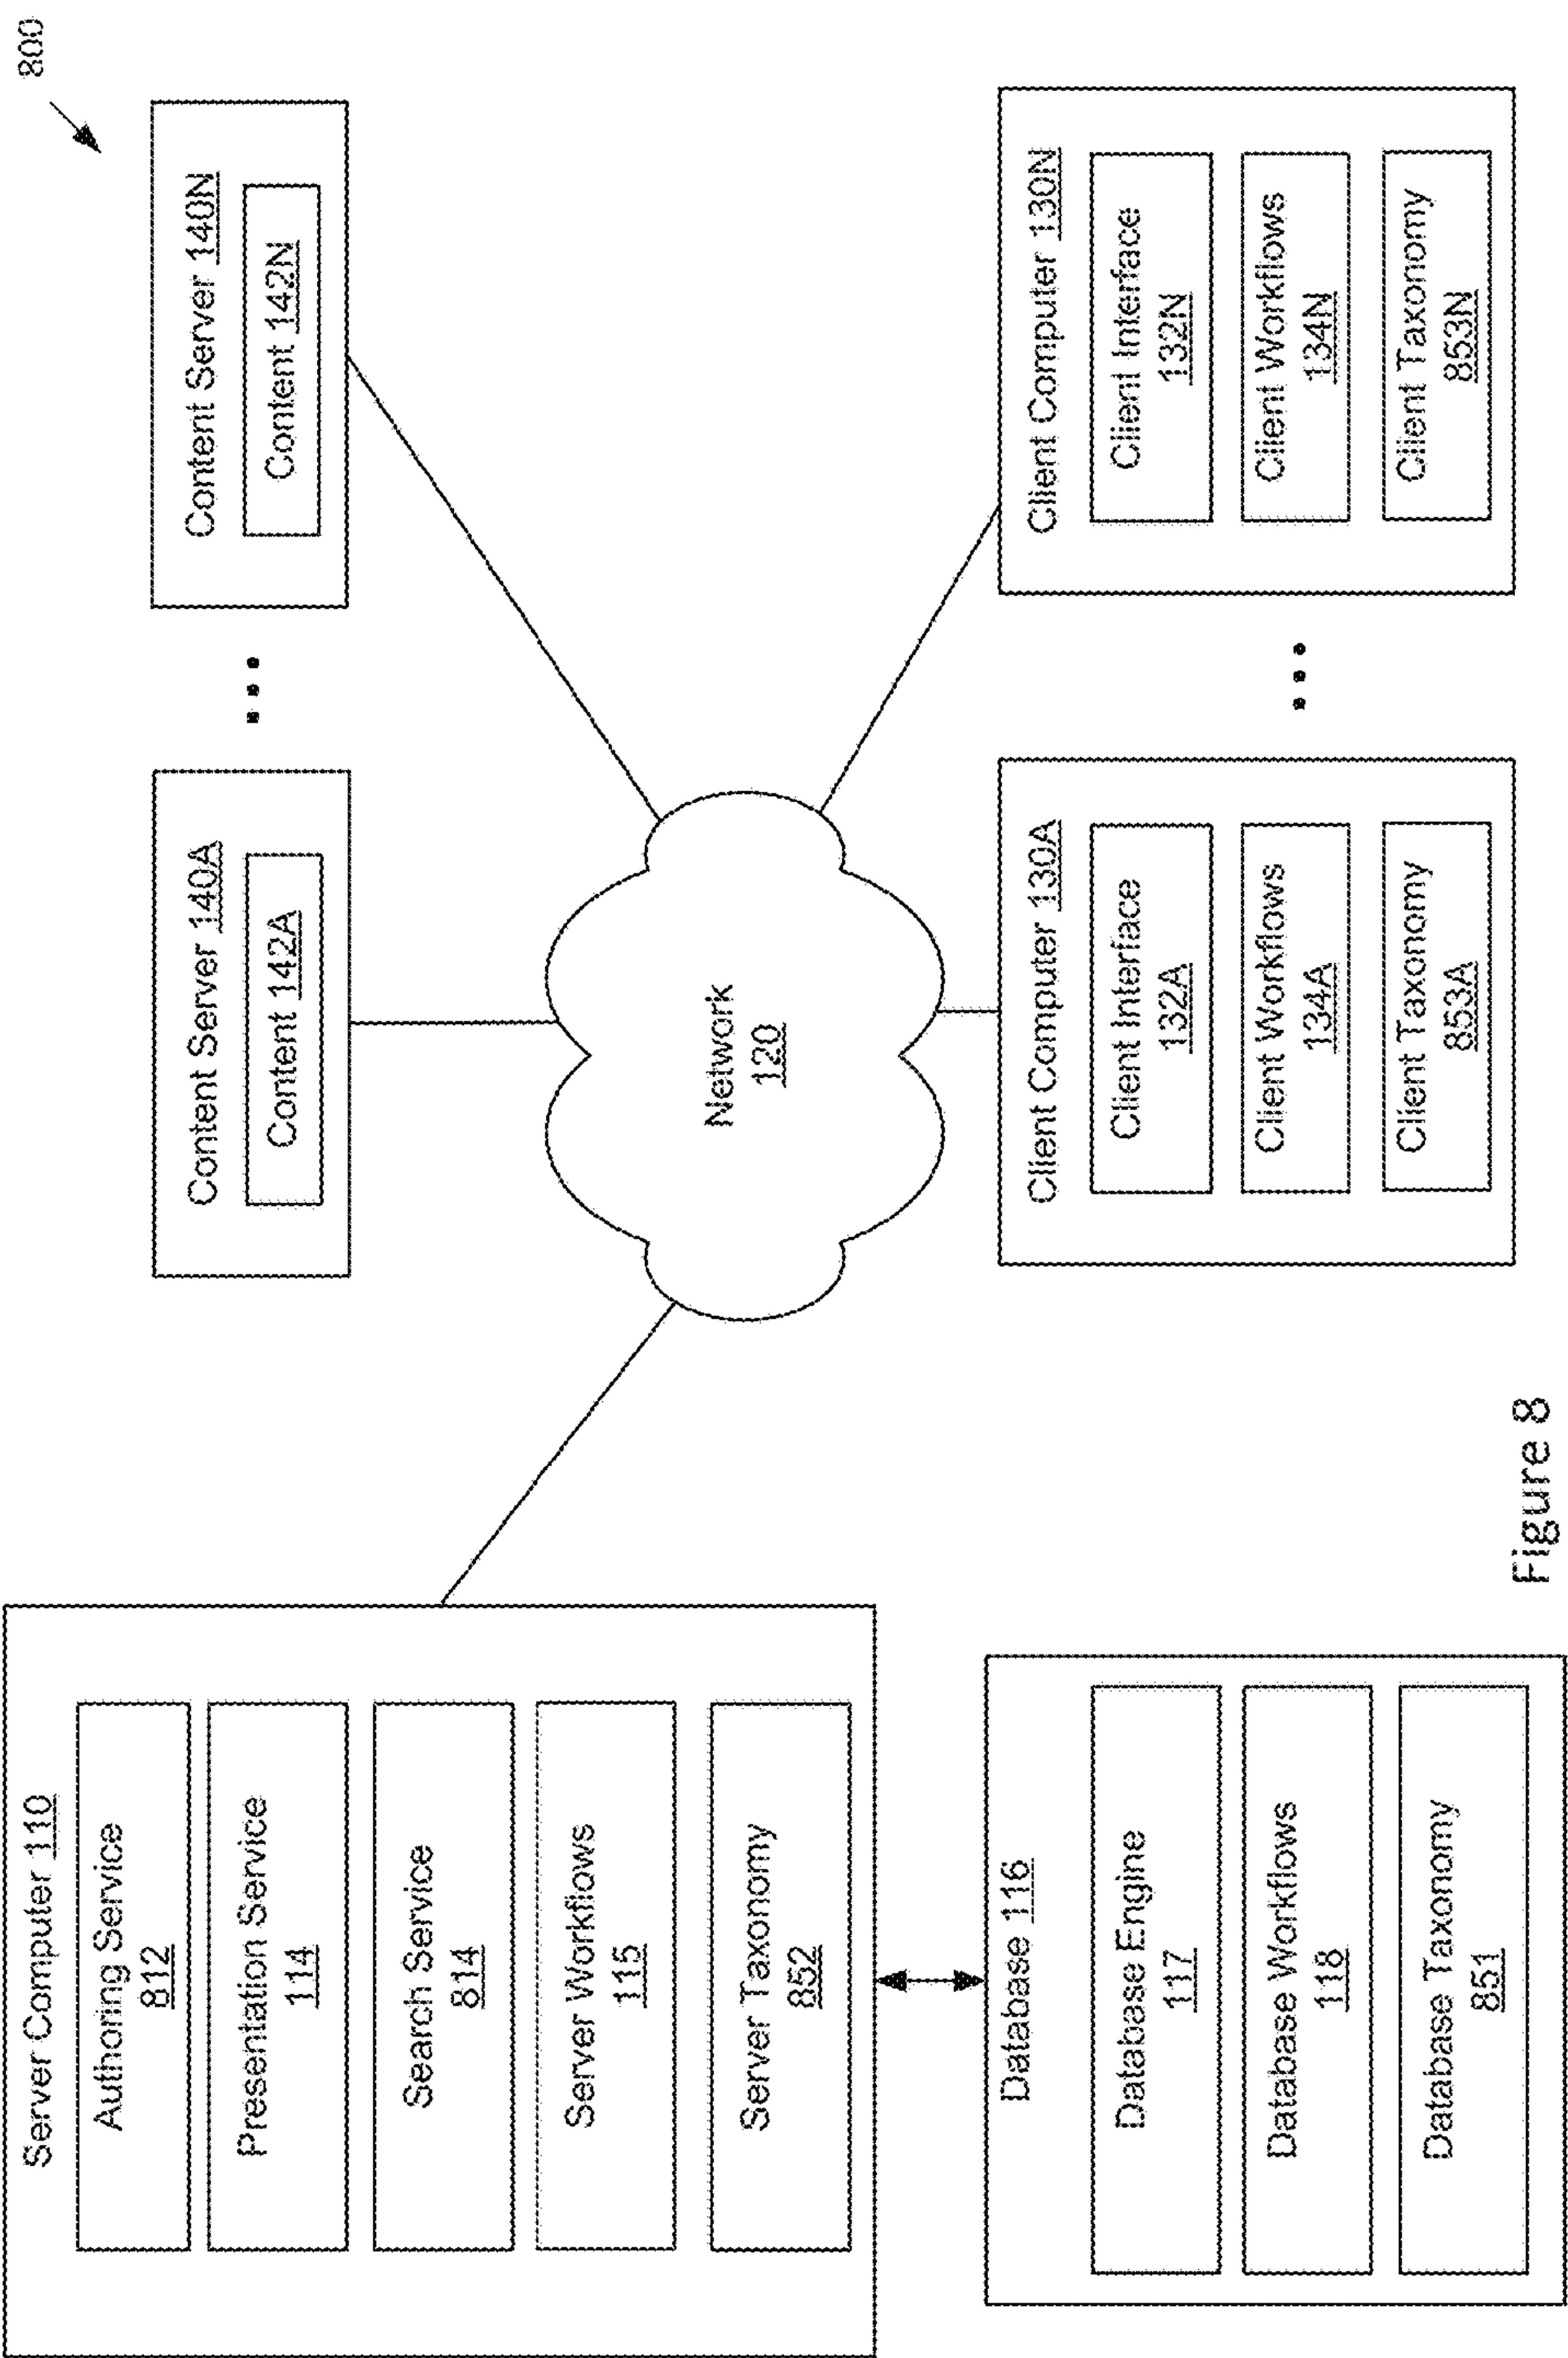 800
Server Computer 110
Authoring Service
812
Presentation Service
114
Search Service
814
Server Workflows
115
Server Taxonomy
852
Database 116
Database Engine
117
Database Workflows
118
Database Taxonomy
851
Content Server 140A
Content 142A
...
Content Server 140N
Content 142N
Network
120
Client Computer 130A
Client Interface
132A
Client Workflows
134A
Client Taxonomy
853A
...
Client Computer 130N
Client Interface
132N
Client Workflows
134N
Client Taxonomy
853N
Figure 8